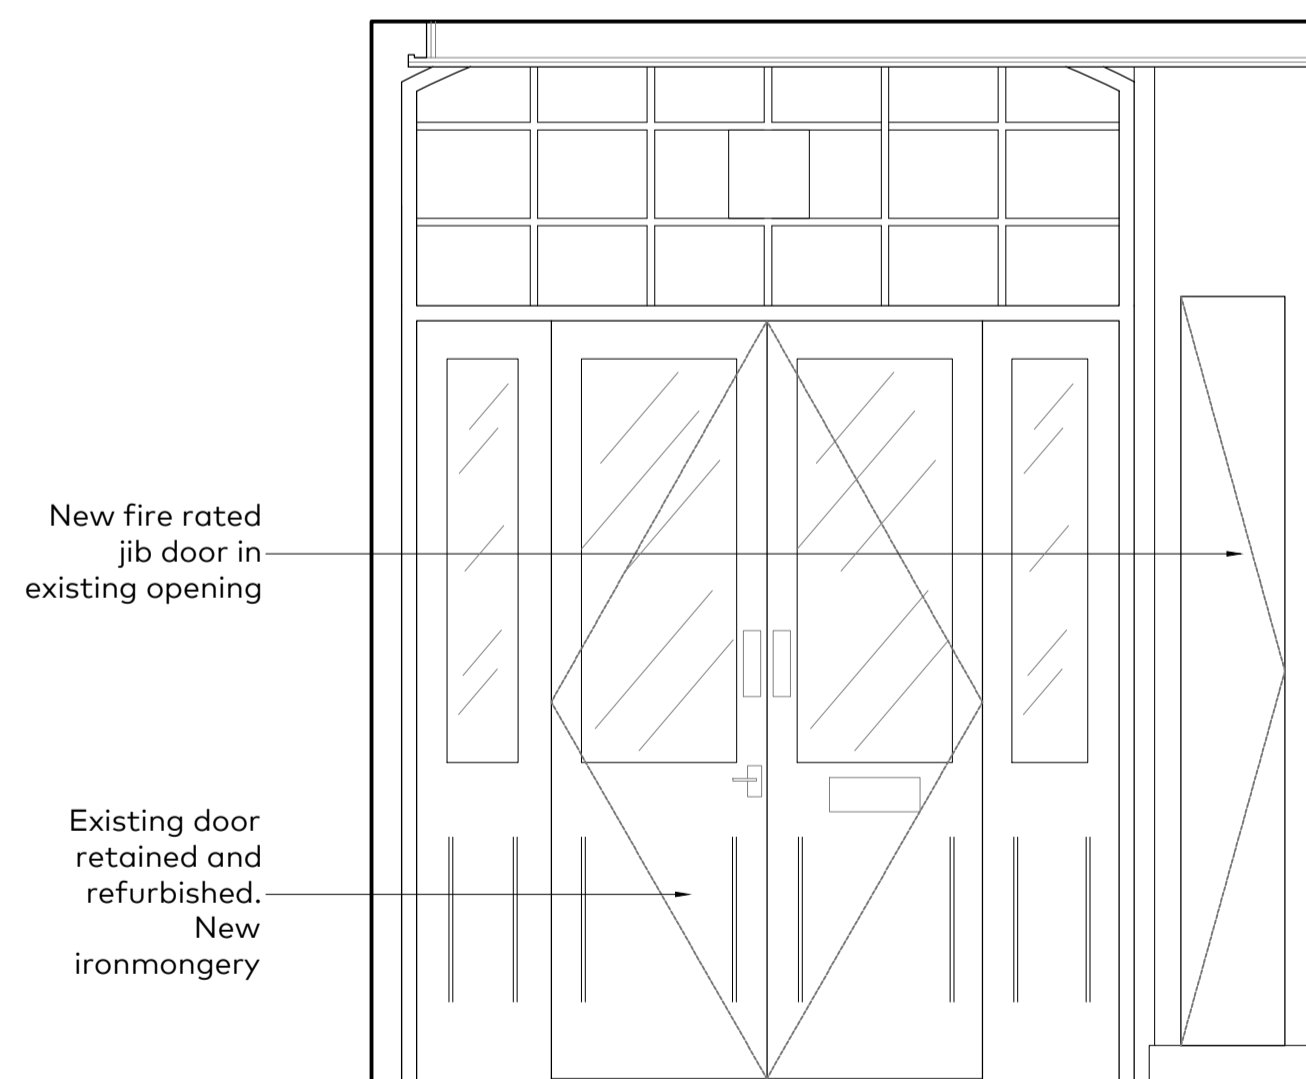 New fire rated
jib door in
existing opening
Existing door
retained and
refurbished.
New
ironmongery